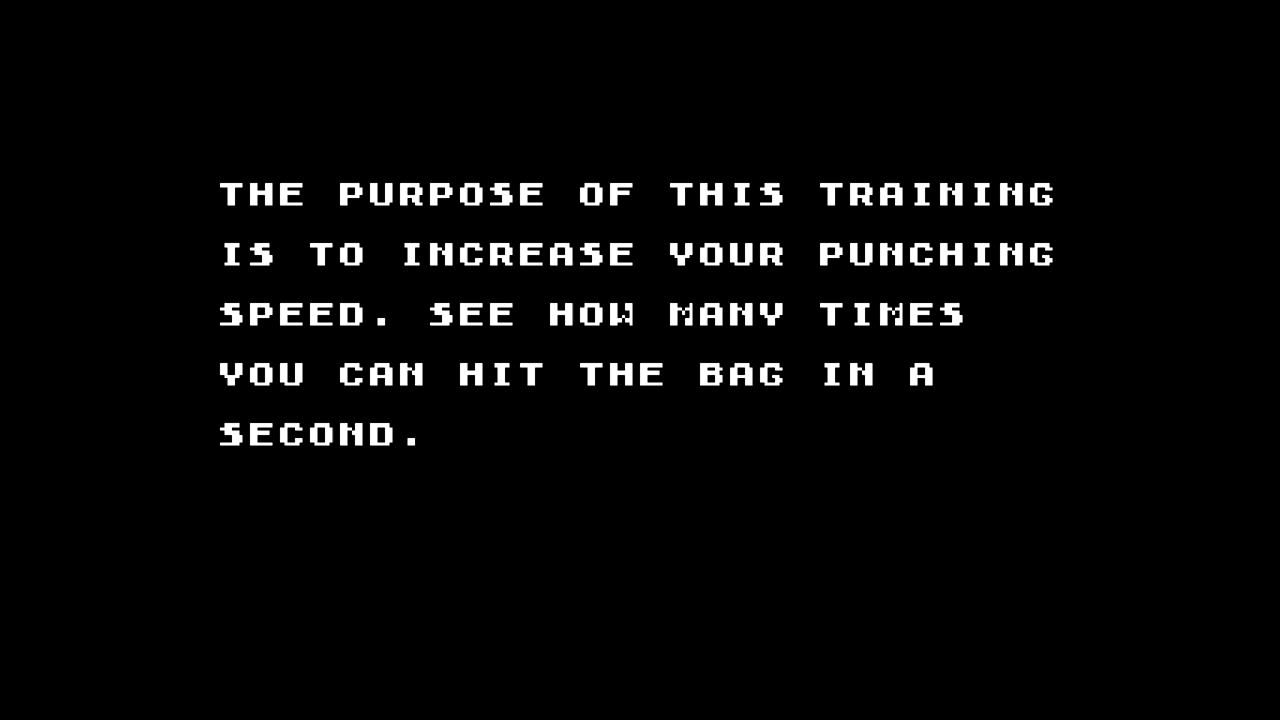 THE PURPOSE OF THIS TRAINING
IS TO INCREASE YOUR PUNCHING
SPEED. SEE HOW MANY TIMES
YOU CAN HIT THE BAG IN A
SECOND.